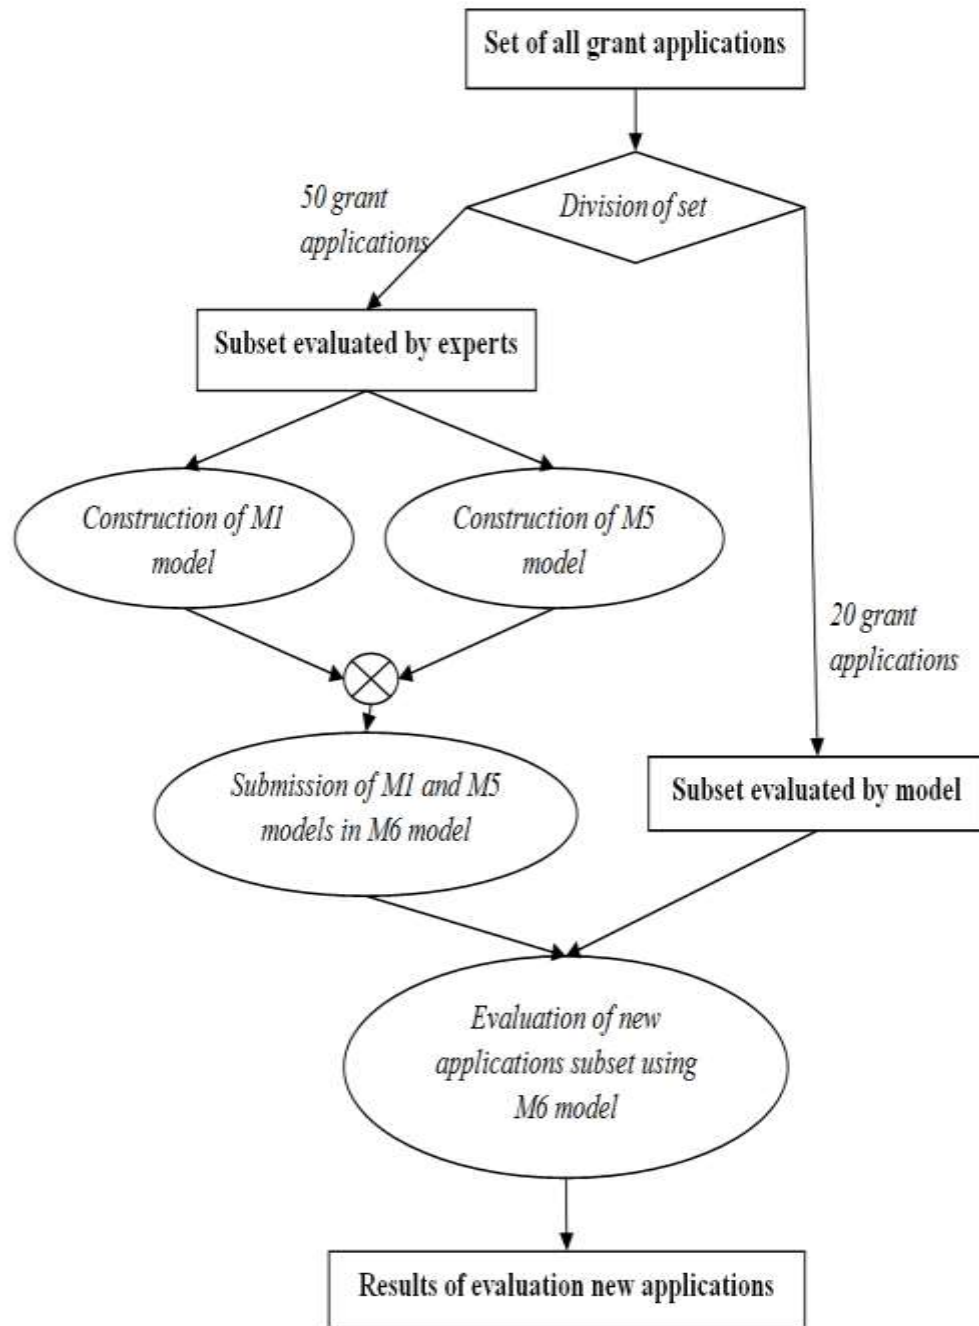 Set of all grant applications
Division of set
50 grant
applications
Subset evaluated by experts
Construction of M1
model
Construction of M5
model
20 grant
applications
Submission of M1 and M5
models in M6 model
Subset evaluated by model
Evaluation of new
applications subset using
M6 model
Results of evaluation new applications